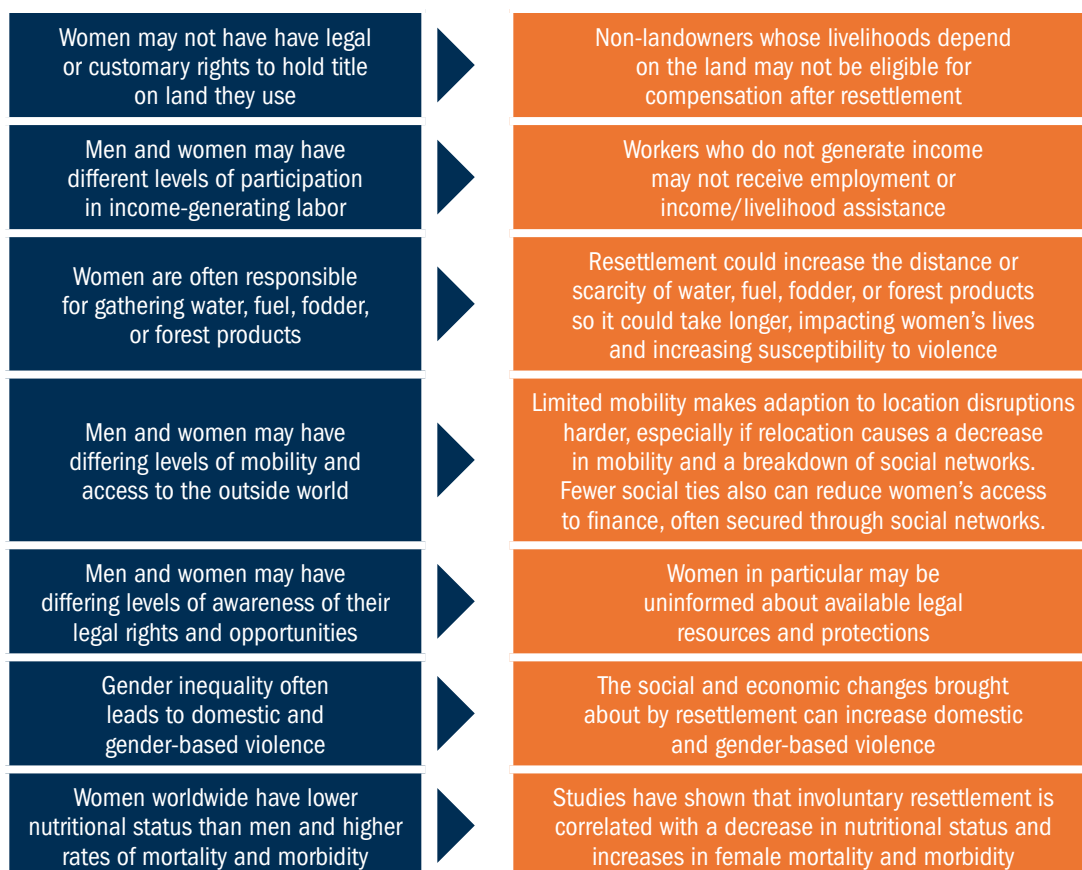 Women may not have have legal
or customary rights to hold title
on land they use
Non-landowners whose livelihoods depend
on the land may not be eligible for
compensation after resettlement
Men and women may have
different levels of participation
in income-generating labor
Workers who do not generate income
may not receive employment or
income/livelihood assistance
Women are often responsible
for gathering water, fuel, fodder,
or forest products
Resettlement could increase the distance or
scarcity of water, fuel, fodder, or forest products
so it could take longer, impacting women’s lives
and increasing susceptibility to violence
Men and women may have
differing levels of mobility and
access to the outside world
Limited mobility makes adaption to location disruptions
harder, especially if relocation causes a decrease
in mobility and a breakdown of social networks.
Fewer social ties also can reduce women’s access
to finance, often secured through social networks.
Men and women may have
differing levels of awareness of their
legal rights and opportunities
Women in particular may be
uninformed about available legal
resources and protections
Gender inequality often
leads to domestic and
gender-based violence
The social and economic changes brought
about by resettlement can increase domestic
and gender-based violence
Women worldwide have lower
nutritional status than men and higher
rates of mortality and morbidity
Studies have shown that involuntary resettlement is
correlated with a decrease in nutritional status and
increases in female mortality and morbidity